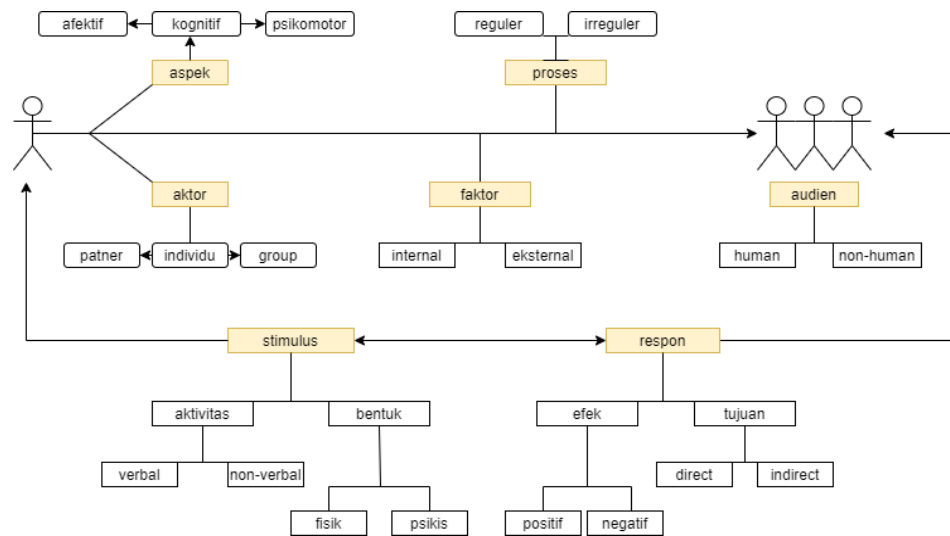 afektif
kognitif
psikomotor
reguler
irreguler
aspek
proses
aktor
faktor
audien
patner
individu
group
internal
eksternal
human
non-human
stimulus
respon
aktivitas
bentuk
efek
tujuan
verbal
non-verbal
direct
indirect
fisik
psikis
positif
negatif